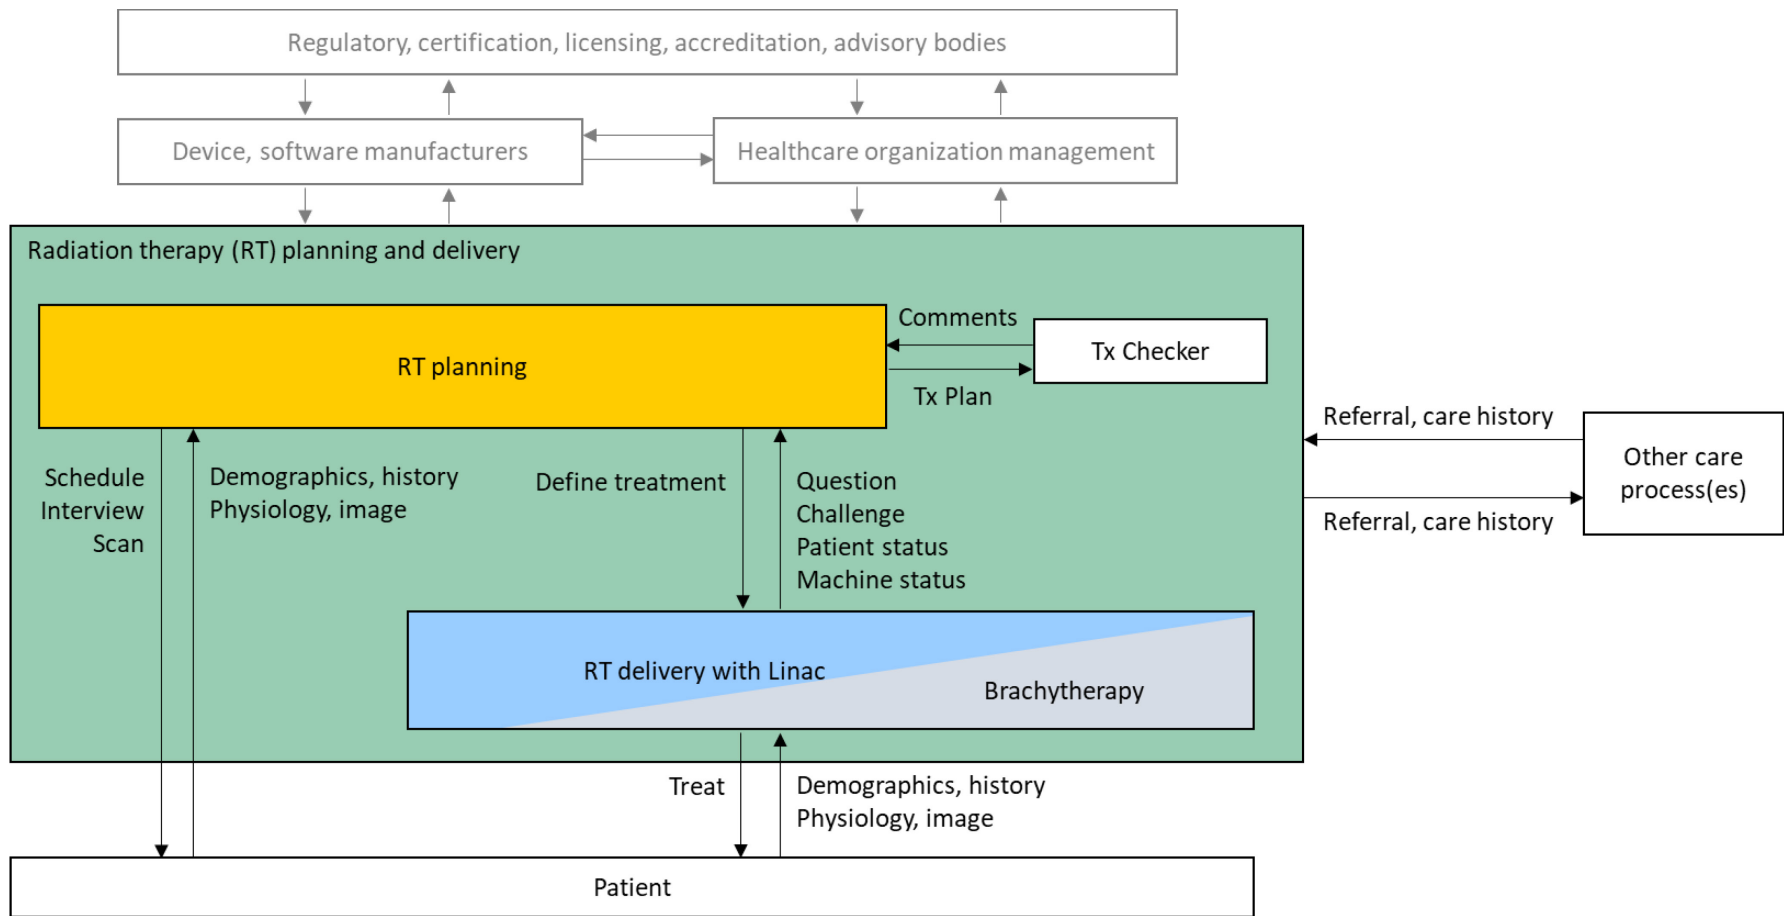 Regulatory, certification, licensing, accreditation, advisory bodies
Device, software manufacturers
Healthcare organization management
Radiation therapy (RT) planning and delivery
RT planning
Comments
Tx Checker
Tx Plan
Referral, care history
Other care
process(es)
Referral, care history
Schedule
Interview
Scan
Demographics, history
Physiology, image
Define treatment
Question
Challenge
Patient status
Machine status
RT delivery with Linac
Brachytherapy
Treat
Demographics, history
Physiology, image
Patient